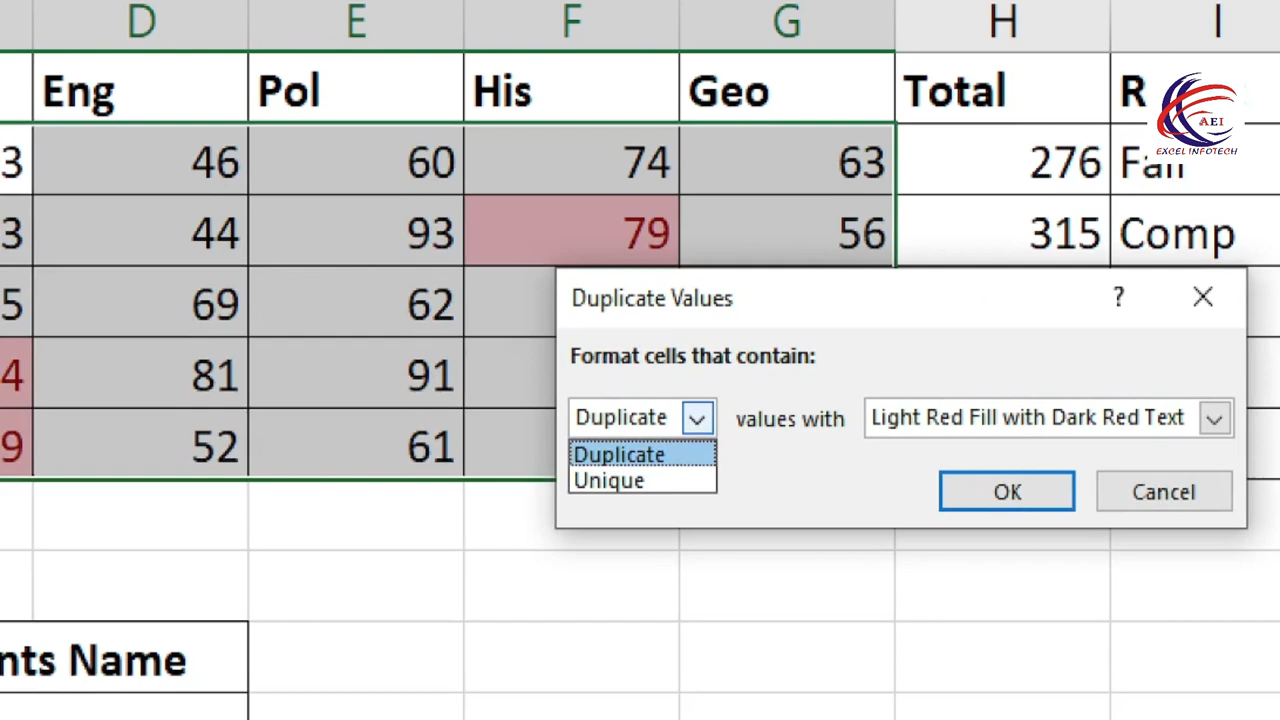 D E F G H I
Eng Pol His Geo Total R
AEI
EXCEL INFOTECH
3 46 60 74 63 276 Fail
3 44 93 79 56 315 Comp
5 69 62
4 81 91
9 52 61
Duplicate Values ?
Format cells that contain:
Duplicate values with Light Red Fill with Dark Red Text
Duplicate
Unique
OK Cancel
nts Name